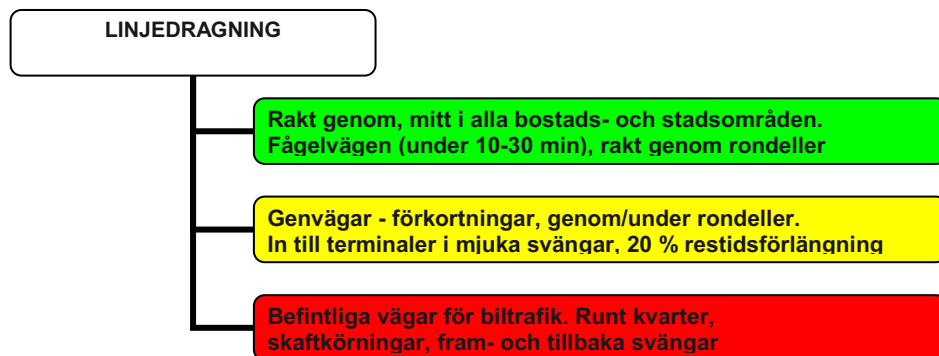 LINJEDRAGNING
Rakt genom, mitt i alla bostads- och stadsområden.
Fågelvägen (under 10-30 min), rakt genom rondeller
Genvägar - förkortningar, genom/under rondeller.
In till terminaler i mjuka svängar, 20 % restidsförlängning
Befintliga vägar för biltrafik. Runt kvarter,
skaftkörningar, fram- och tillbaka svängar